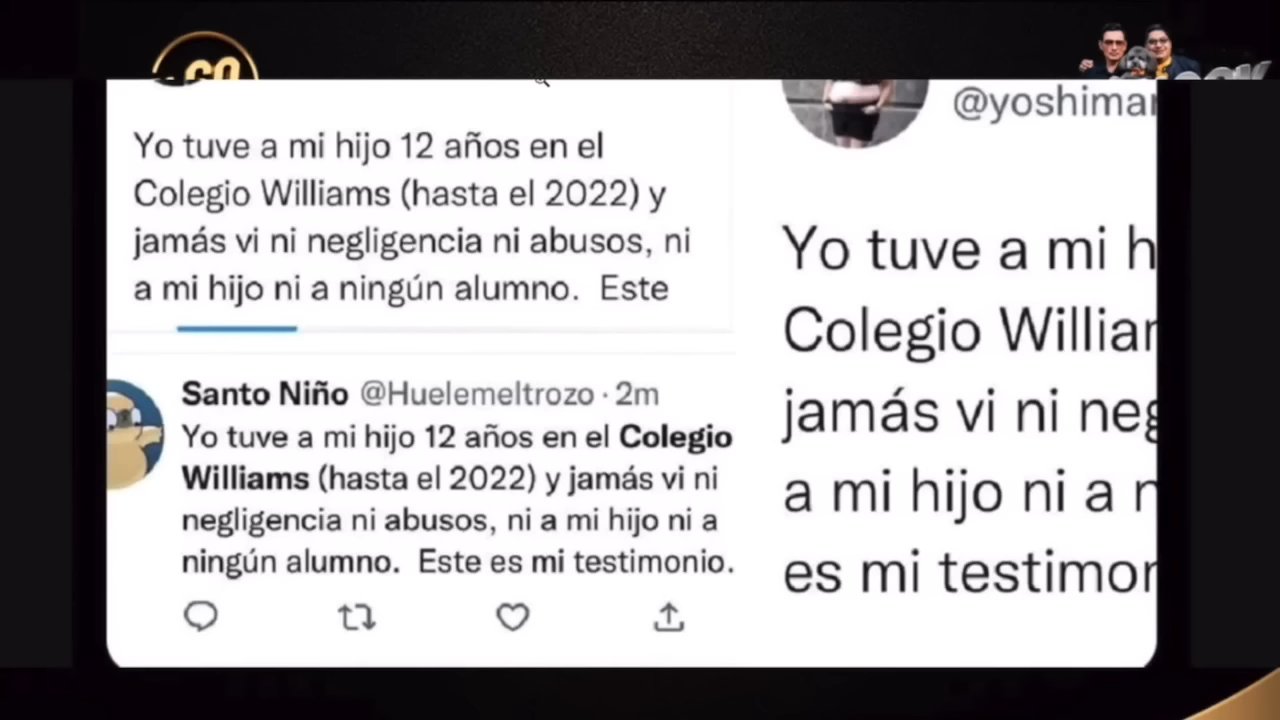 Yo tuve a mi hijo 12 años en el
Colegio Williams (hasta el 2022) y
jamás vi ni negligencia ni abusos, ni
a mi hijo ni a ningún alumno.  Este
Santo Niño @Huelemeltrozo · 2m
Yo tuve a mi hijo 12 años en el Colegio
Williams (hasta el 2022) y jamás vi ni
negligencia ni abusos, ni a mi hijo ni a
ningún alumno.  Este es mi testimonio.
@yoshimar
Yo tuve a mi h
Colegio Williar
jamás vi ni neg
a mi hijo ni a n
es mi testimor